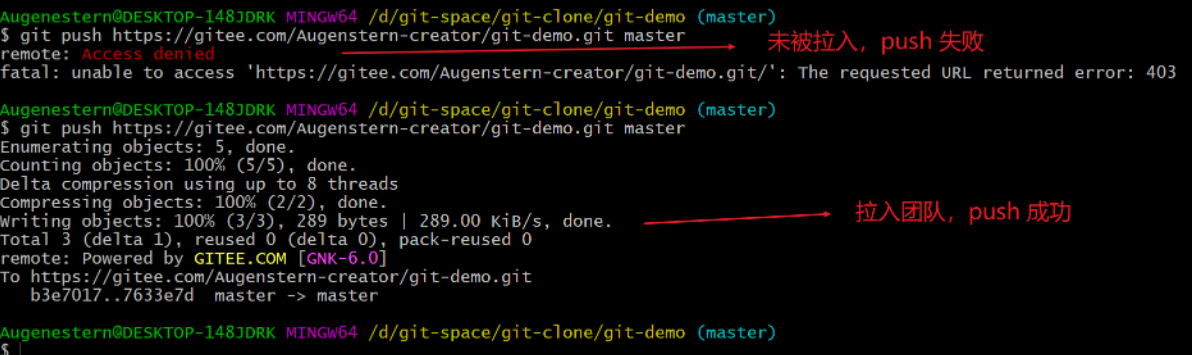 Augenestern@DESKTOP-148JDRK MINGW64 /d/git-space/git-clone/git-demo (master)
$ git push https://gitee.com/Augenstern-creator/git-demo.git master
remote: Access denied
未被拉入，push 失败
fatal: unable to access 'https://gitee.com/Augenstern-creator/git-demo.git/': The requested URL returned error: 403
Augenestern@DESKTOP-148JDRK MINGW64 /d/git-space/git-clone/git-demo (master)
$ git push https://gitee.com/Augenstern-creator/git-demo.git master
Enumerating objects: 5, done.
Counting objects: 100% (5/5), done.
Delta compression using up to 8 threads
Compressing objects: 100% (2/2), done.
Writing objects: 100% (3/3), 289 bytes | 289.00 KiB/s, done.
拉入团队，push 成功
Total 3 (delta 1), reused 0 (delta 0), pack-reused 0
remote: Powered by GITEE.COM [GNK-6.0]
To https://gitee.com/Augenstern-creator/git-demo.git
b3e7017..7633e7d  master -> master
Augenestern@DESKTOP-148JDRK MINGW64 /d/git-space/git-clone/git-demo (master)
$